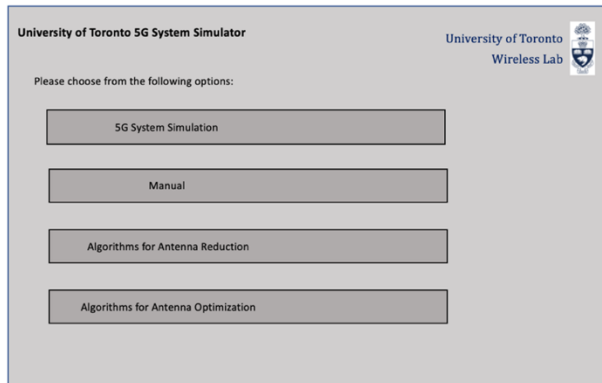 University of Toronto 5G System Simulator
University of Toronto
Wireless Lab
Please choose from the following options:
5G System Simulation
Manual
Algorithms for Antenna Reduction
Algorithms for Antenna Optimization